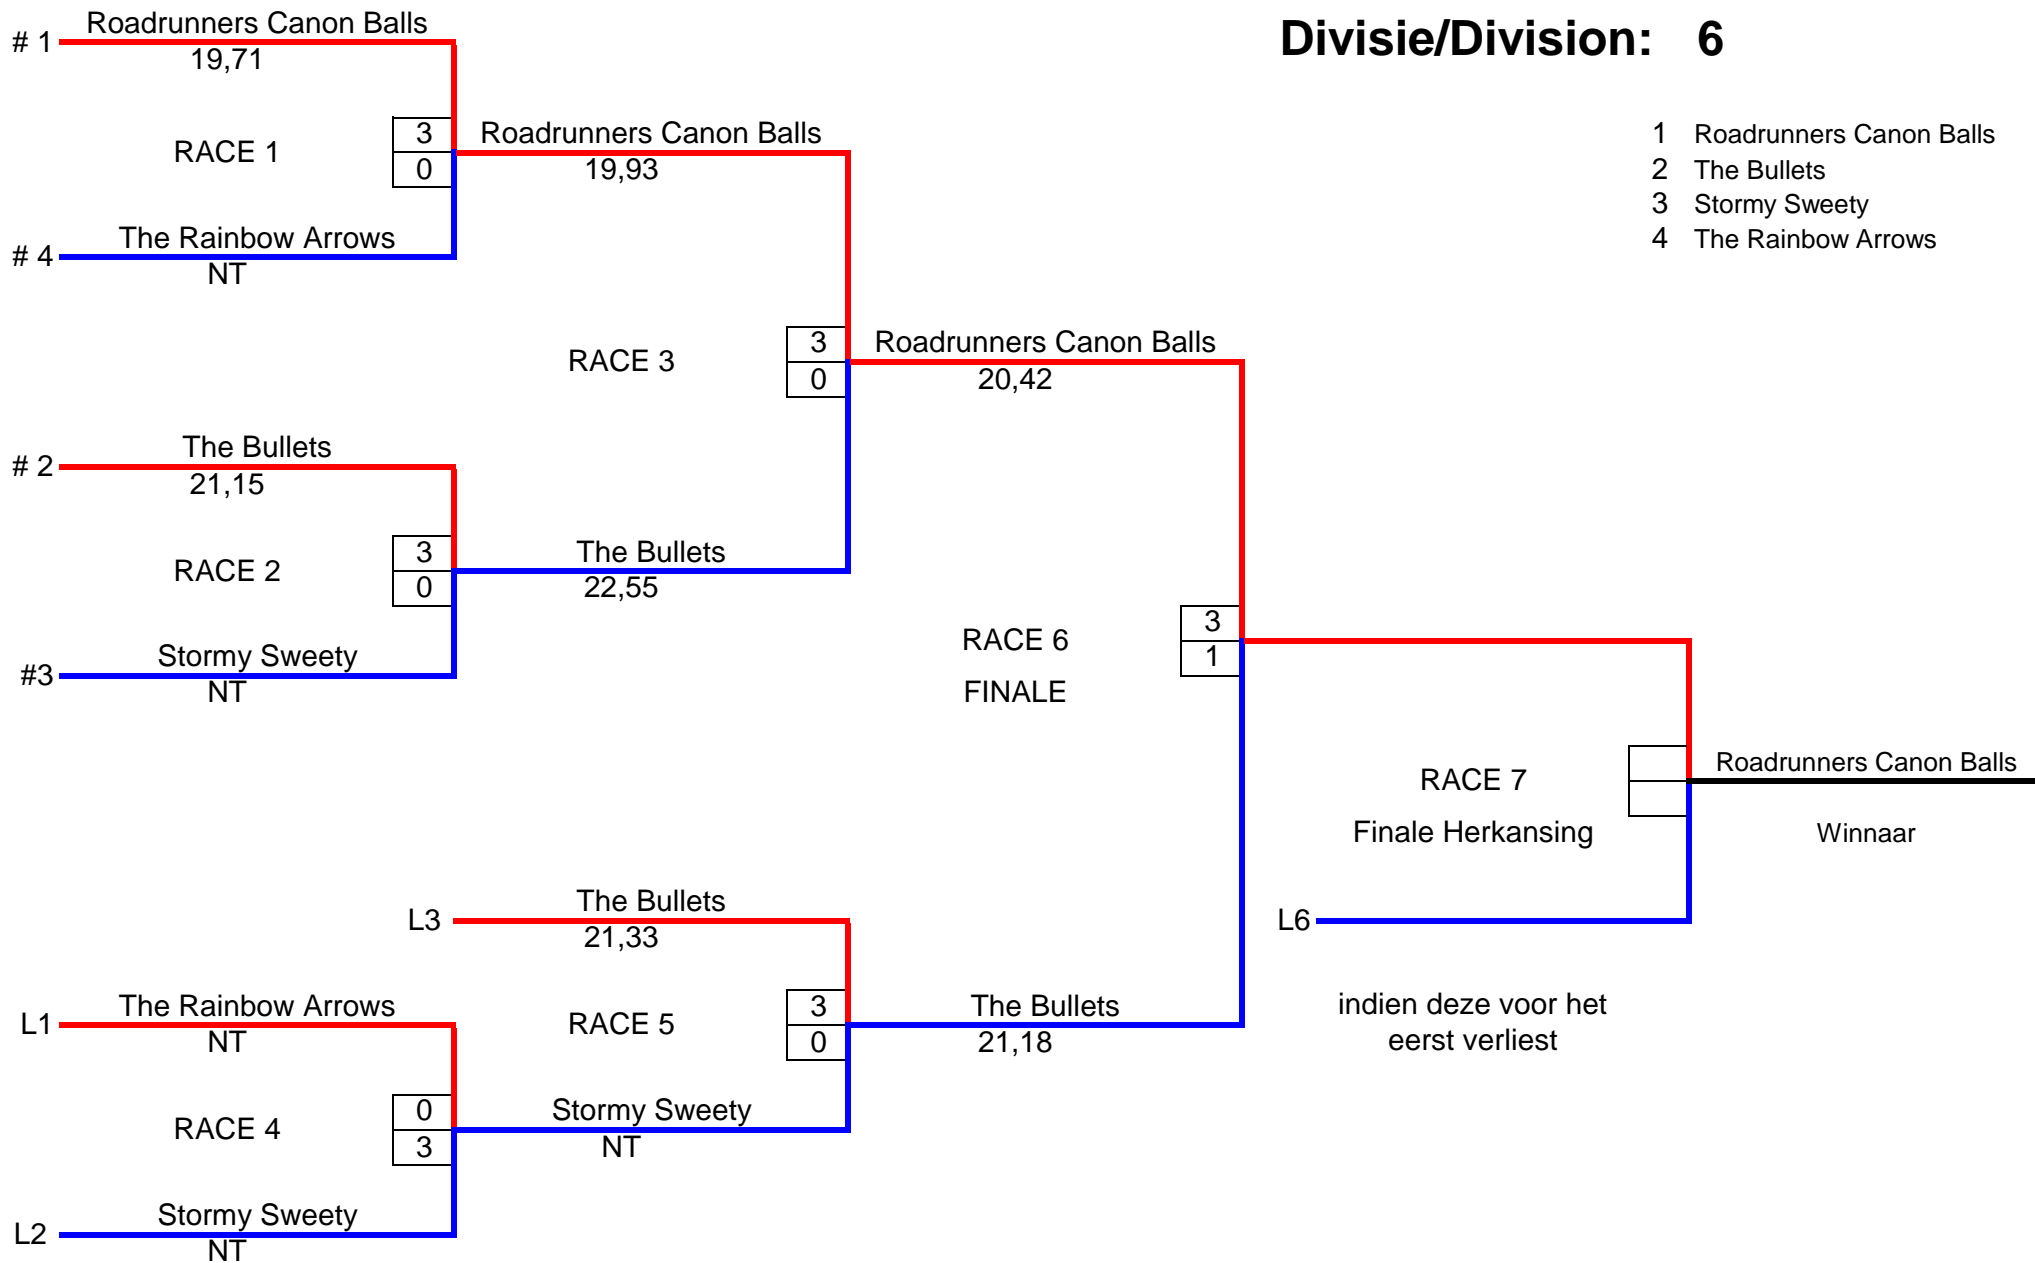 Divisie/Division: 6
1 Roadrunners Canon Balls
2 The Bullets
3 Stormy Sweety
4 The Rainbow Arrows
# 1
Roadrunners Canon Balls
19,71
RACE 1
3
0
# 4
The Rainbow Arrows
NT
Roadrunners Canon Balls
19,93
# 2
The Bullets
21,15
RACE 2
3
0
#3
Stormy Sweety
NT
The Bullets
22,55
RACE 3
3
0
Roadrunners Canon Balls
20,42
RACE 6
FINALE
3
1
L3
The Bullets
21,33
L1
The Rainbow Arrows
NT
RACE 4
0
3
L2
Stormy Sweety
NT
RACE 5
3
0
Stormy Sweety
NT
The Bullets
21,18
RACE 7
Finale Herkansing
L6
indien deze voor het
eerst verliest
Roadrunners Canon Balls
Winnaar